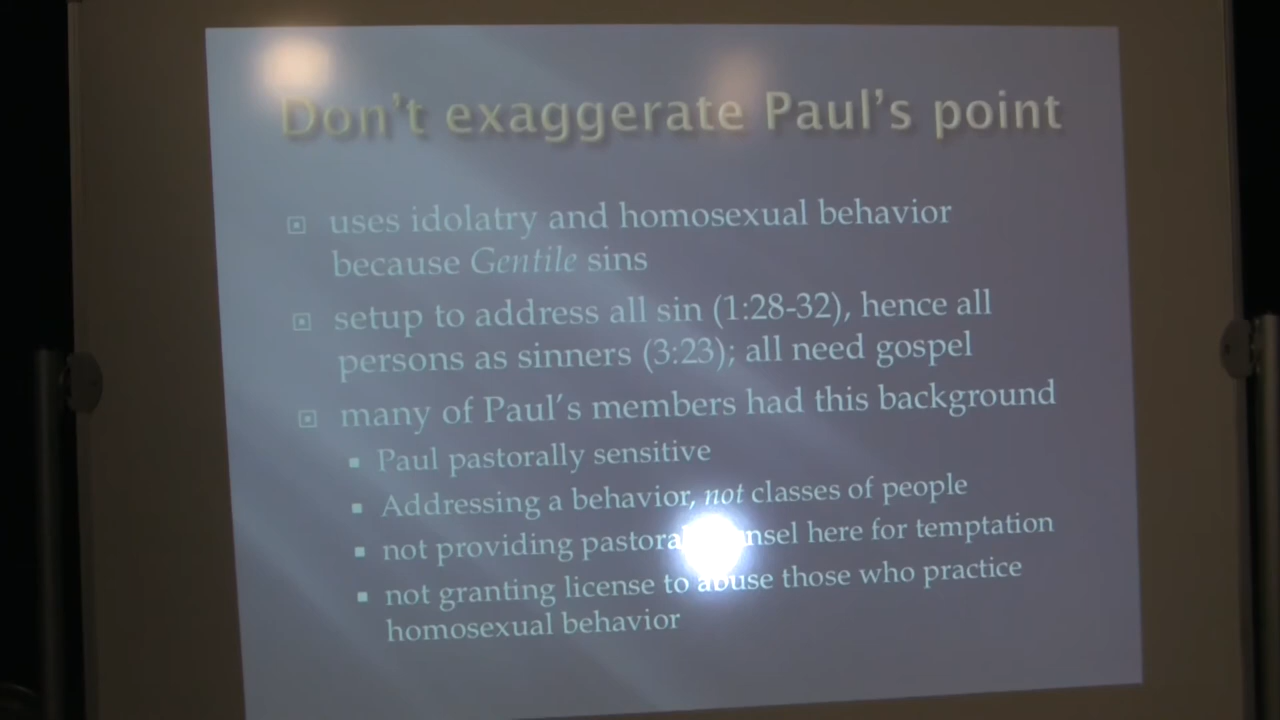 Don't exaggerate Paul's point
uses idolatry and homosexual behavior
because Gentile sins
setup to address all sin (1:28-32), hence all
persons as sinners (3:23); all need gospel
many of Paul's members had this background
Paul pastorally sensitive
Addressing a behavior, not classes of people
not providing pastoral counsel here for temptation
not granting license to abuse those who practice
homosexual behavior